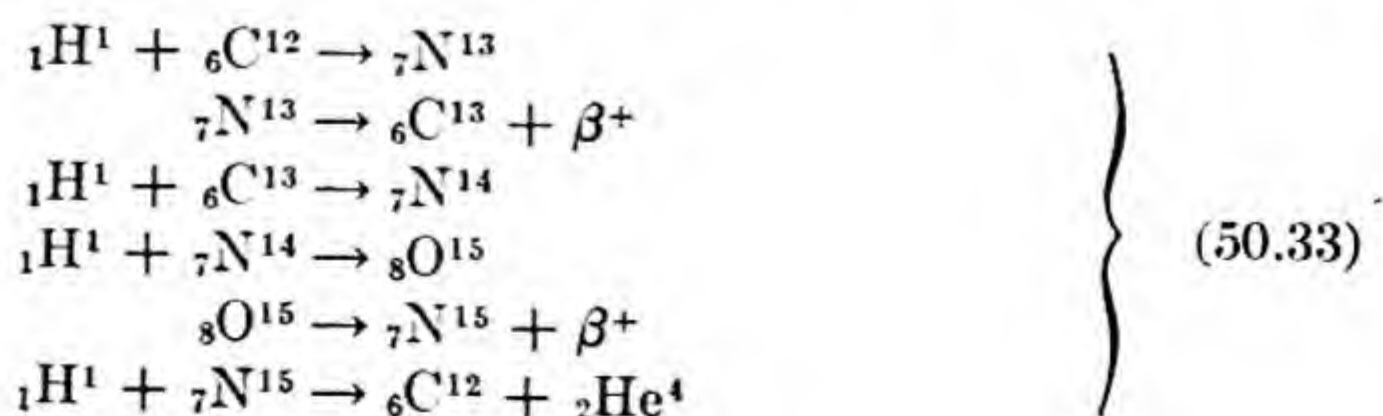 ₁H¹ + ₆C¹² → ₇N¹³
₇N¹³ → ₆C¹³ + β⁺
₁H¹ + ₆C¹³ → ₇N¹⁴
₁H¹ + ₇N¹⁴ → ₈O¹⁵
(50.33)
₈O¹⁵ → ₇N¹⁵ + β⁺
₁H¹ + ₇N¹⁵ → ₆C¹² + ₂He⁴